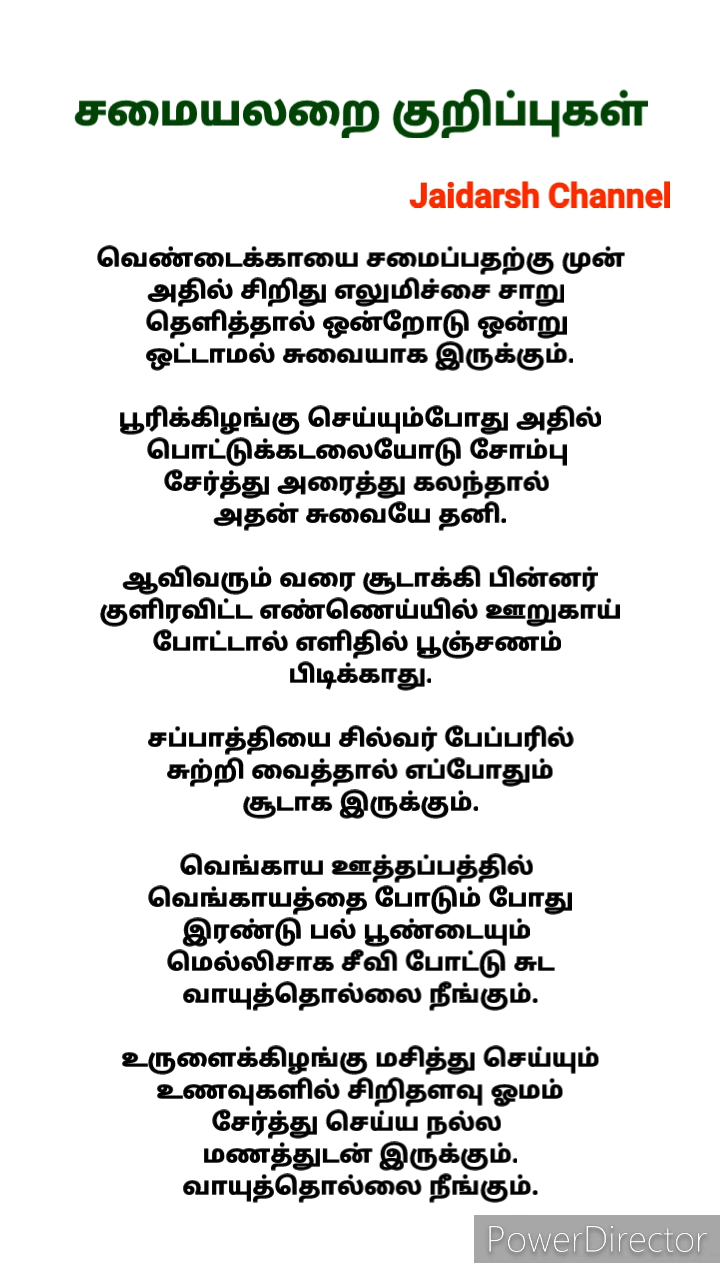 சமையலறை குறிப்புகள்
Jaidarsh Channel
வெண்டைக்காயை சமைப்பதற்கு முன்
அதில் சிறிது எலுமிச்சை சாறு
தெளித்தால் ஒன்றோடு ஒன்று
ஒட்டாமல் சுவையாக இருக்கும்.
பூரிக்கிழங்கு செய்யும்போது அதில்
பொட்டுக்கடலையோடு சோம்பு
சேர்த்து அரைத்து கலந்தால்
அதன் சுவையே தனி.
ஆவிவரும் வரை சூடாக்கி பின்னர்
குளிரவிட்ட எண்ணெய்யில் ஊறுகாய்
போட்டால் எளிதில் பூஞ்சணம்
பிடிக்காது.
சப்பாத்தியை சில்வர் பேப்பரில்
சுற்றி வைத்தால் எப்போதும்
சூடாக இருக்கும்.
வெங்காய ஊத்தப்பத்தில்
வெங்காயத்தை போடும் போது
இரண்டு பல் பூண்டையும்
மெல்லிசாக சீவி போட்டு சுட
வாயுத்தொல்லை நீங்கும்.
உருளைக்கிழங்கு மசித்து செய்யும்
உணவுகளில் சிறிதளவு ஓமம்
சேர்த்து செய்ய நல்ல
மணத்துடன் இருக்கும்.
வாயுத்தொல்லை நீங்கும்.
PowerDirector